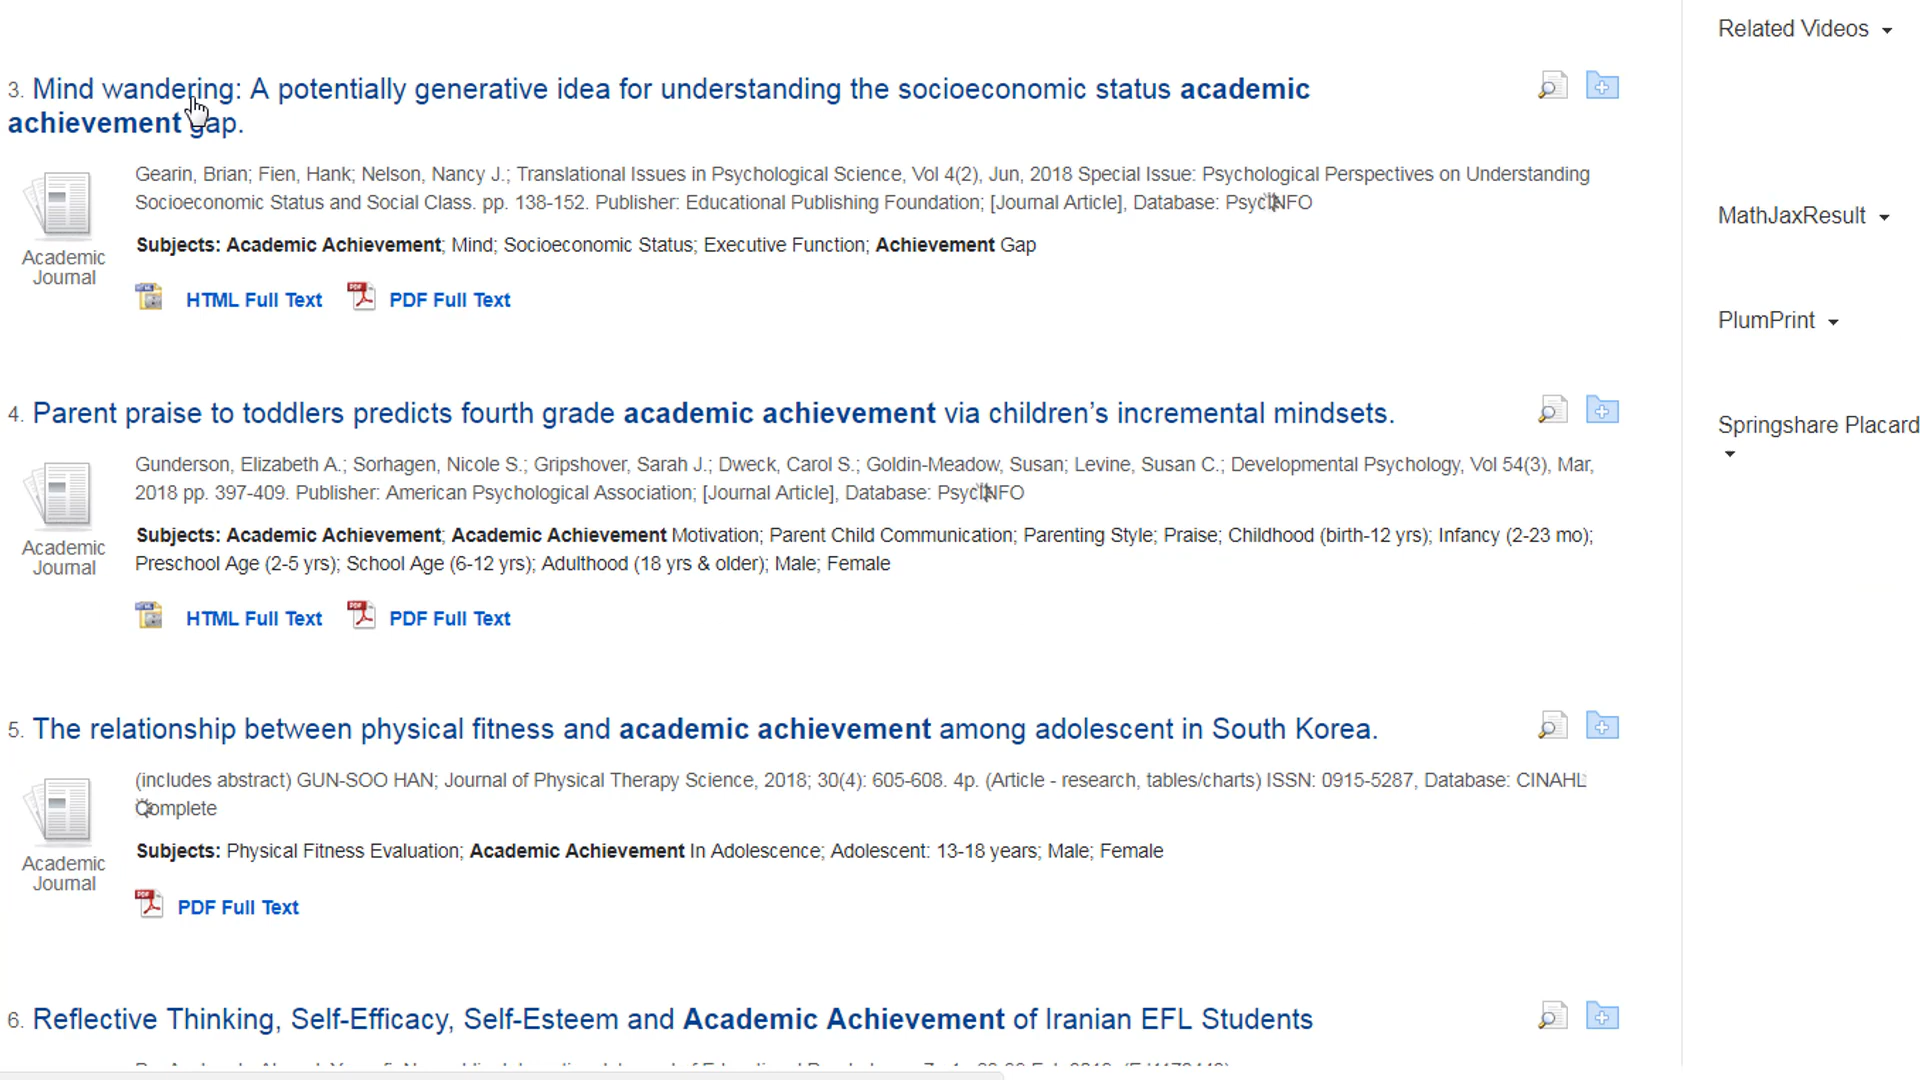 Related Videos
3. Mind wandering: A potentially generative idea for understanding the socioeconomic status academic
achievement gap.
Gearin, Brian; Fien, Hank; Nelson, Nancy J.; Translational Issues in Psychological Science, Vol 4(2), Jun, 2018 Special Issue: Psychological Perspectives on Understanding
Socioeconomic Status and Social Class. pp. 138-152. Publisher: Educational Publishing Foundation; [Journal Article], Database: PsycINFO
Subjects: Academic Achievement; Mind; Socioeconomic Status; Executive Function; Achievement Gap
Academic
Journal
HTML Full Text PDF Full Text
MathJaxResult
PlumPrint
Springshare Placard
4. Parent praise to toddlers predicts fourth grade academic achievement via children's incremental mindsets.
Gunderson, Elizabeth A.; Sorhagen, Nicole S.; Gripshover, Sarah J.; Dweck, Carol S.; Goldin-Meadow, Susan; Levine, Susan C.; Developmental Psychology, Vol 54(3), Mar,
2018 pp. 397-409. Publisher: American Psychological Association; [Journal Article], Database: PsycINFO
Subjects: Academic Achievement; Academic Achievement Motivation; Parent Child Communication; Parenting Style; Praise; Childhood (birth-12 yrs); Infancy (2-23 mo);
Preschool Age (2-5 yrs); School Age (6-12 yrs); Adulthood (18 yrs & older); Male; Female
Academic
Journal
HTML Full Text PDF Full Text
5. The relationship between physical fitness and academic achievement among adolescent in South Korea.
(includes abstract) GUN-SOO HAN; Journal of Physical Therapy Science, 2018; 30(4): 605-608. 4p. (Article - research, tables/charts) ISSN: 0915-5287, Database: CINAHL
Complete
Subjects: Physical Fitness Evaluation; Academic Achievement In Adolescence; Adolescent: 13-18 years; Male; Female
Academic
Journal
PDF Full Text
6. Reflective Thinking, Self-Efficacy, Self-Esteem and Academic Achievement of Iranian EFL Students